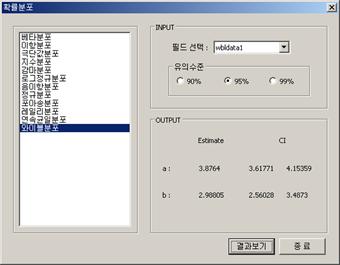 확률분포
베타분포
이항분포
극단값분포
지수분포
감마분포
로그정규분포
음이항분포
정규분포
포아송분포
레일리분포
연속균일분포
와이블분포
INPUT
필드 선택 : wbldata1
유의수준
90% 95% 99%
OUTPUT
Estimate CI
a : 3.8764 3.61771 4.15359
b : 2.98805 2.56028 3.4873
결과보기 종 료